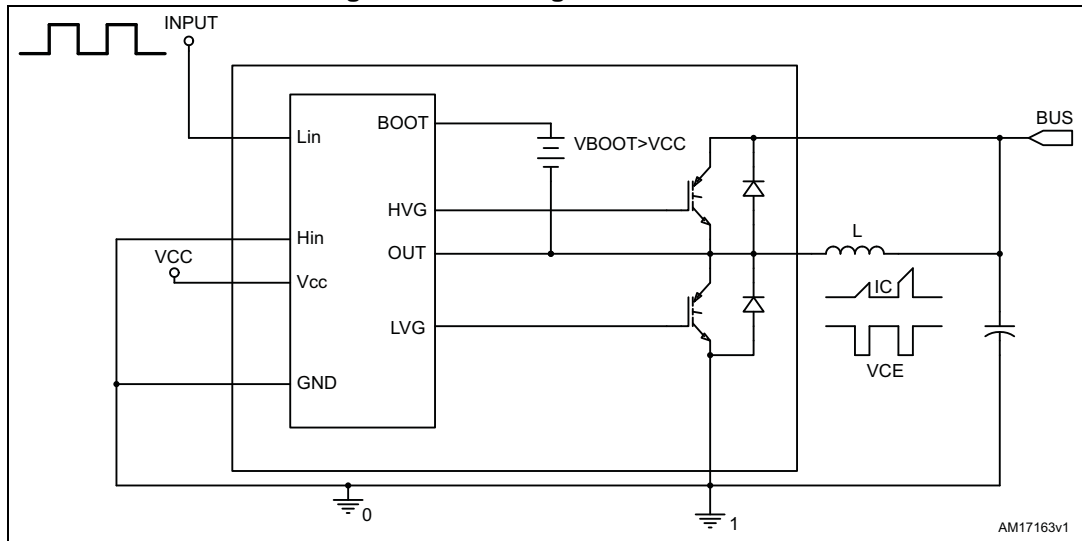 INPUT
BUS
Lin
BOOT
VBOOT>VCC
HVG
Hin
OUT
L
VCC
Vcc
IC
LVG
VCE
GND
0
1
AM17163v1